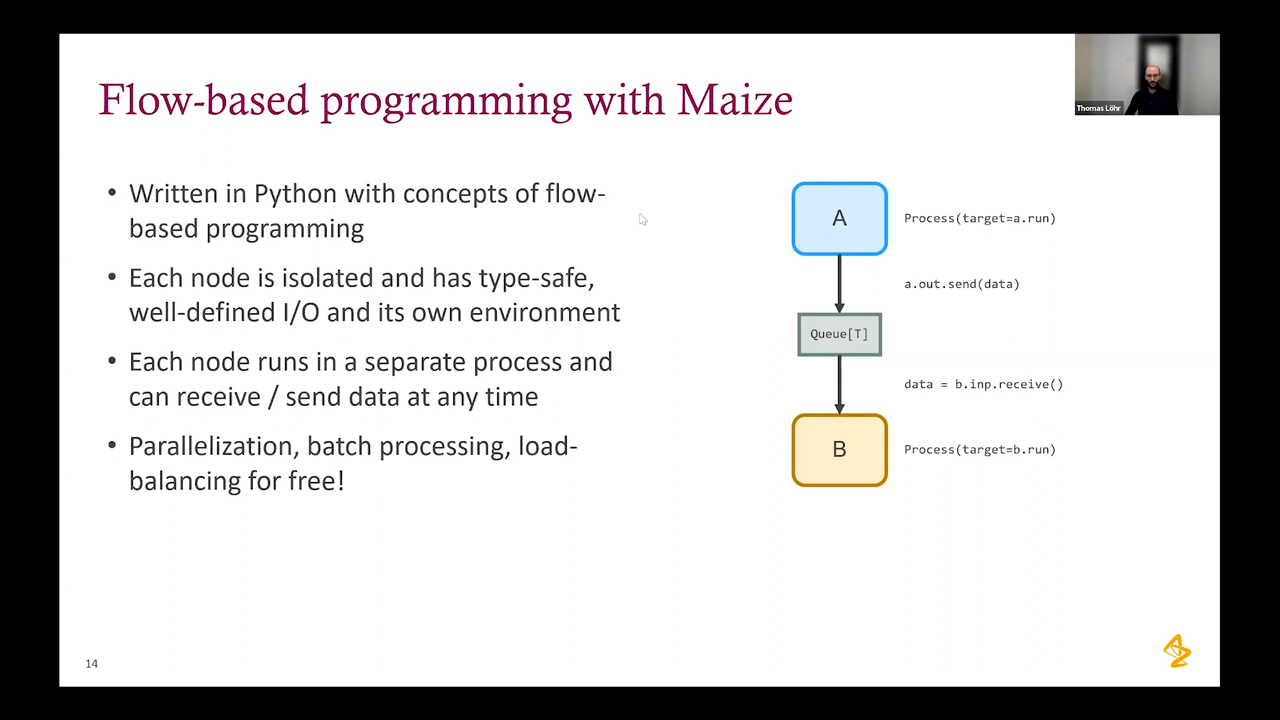 Flow-based programming with Maize
Thomas Löhr
• Written in Python with concepts of flow-
based programming
• Each node is isolated and has type-safe,
well-defined I/O and its own environment
• Each node runs in a separate process and
can receive / send data at any time
• Parallelization, batch processing, load-
balancing for free!
A
Process(target=a.run)
a.out.send(data)
Queue[T]
data = b.inp.receive()
B
Process(target=b.run)
14